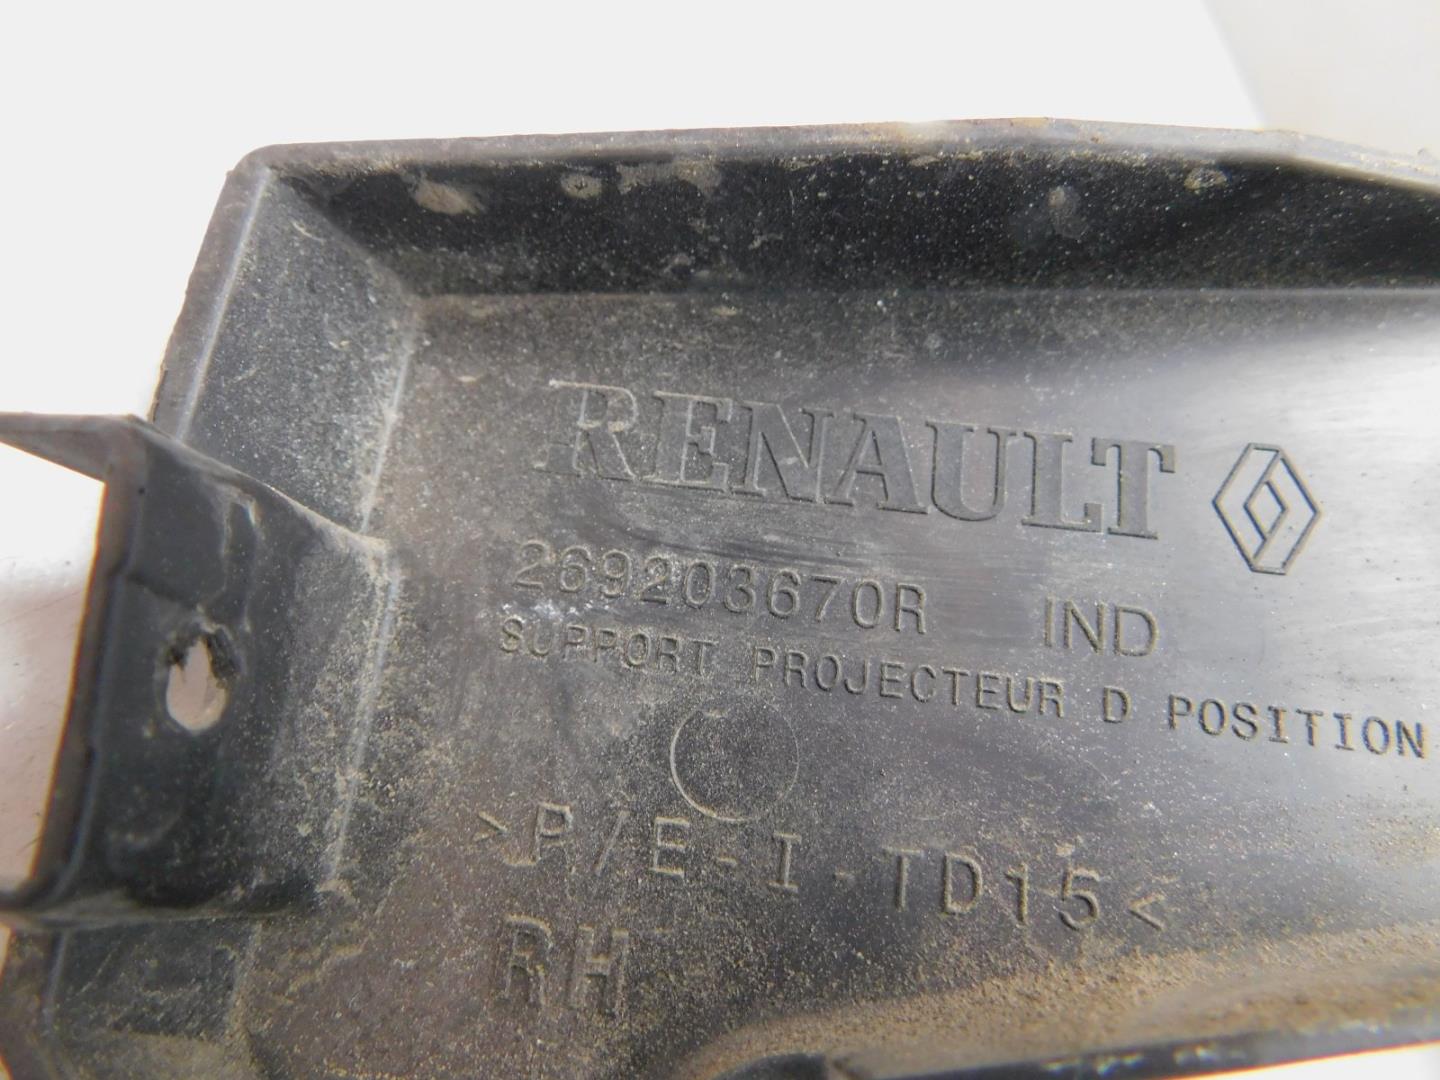 RENAULT
269203670R IND
SUPPORT PROJECTEUR D POSITION
>P/E-I-TD15<
RH